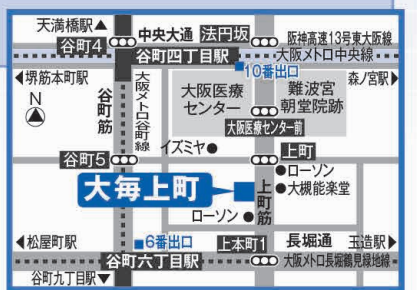 天満橋駅▲
谷町4
中央大通
法円坂
阪神高速13号東大阪線
谷町四丁目駅
大阪メトロ中央線
◀堺筋本町駅
10番出口
森ノ宮駅▶
N
谷町筋
大阪メトロ谷町線
大阪医療
センター
難波宮
朝堂院跡
大阪医療センター前
イズミヤ●
谷町5
上町
●ローソン
●大槻能楽堂
大毎上町
上町筋
ローソン●
◀松屋町駅
■6番出口
上本町1
長堀通
玉造駅▶
谷町六丁目駅
大阪メトロ長堀鶴見緑地線
谷町九丁目駅▼